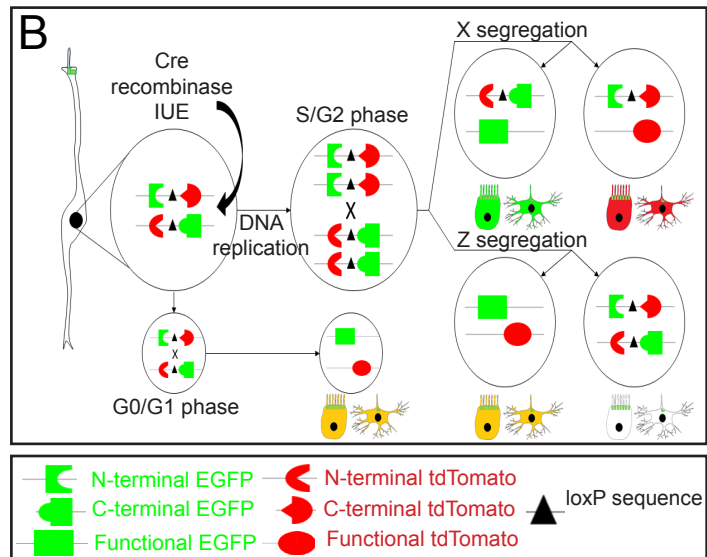 B
Cre
recombinase
IUE
S/G2 phase
X
DNA
replication
X segregation
Z segregation
X
G0/G1 phase
N-terminal EGFP
C-terminal EGFP
Functional EGFP
N-terminal tdTomato
C-terminal tdTomato
Functional tdTomato
loxP sequence